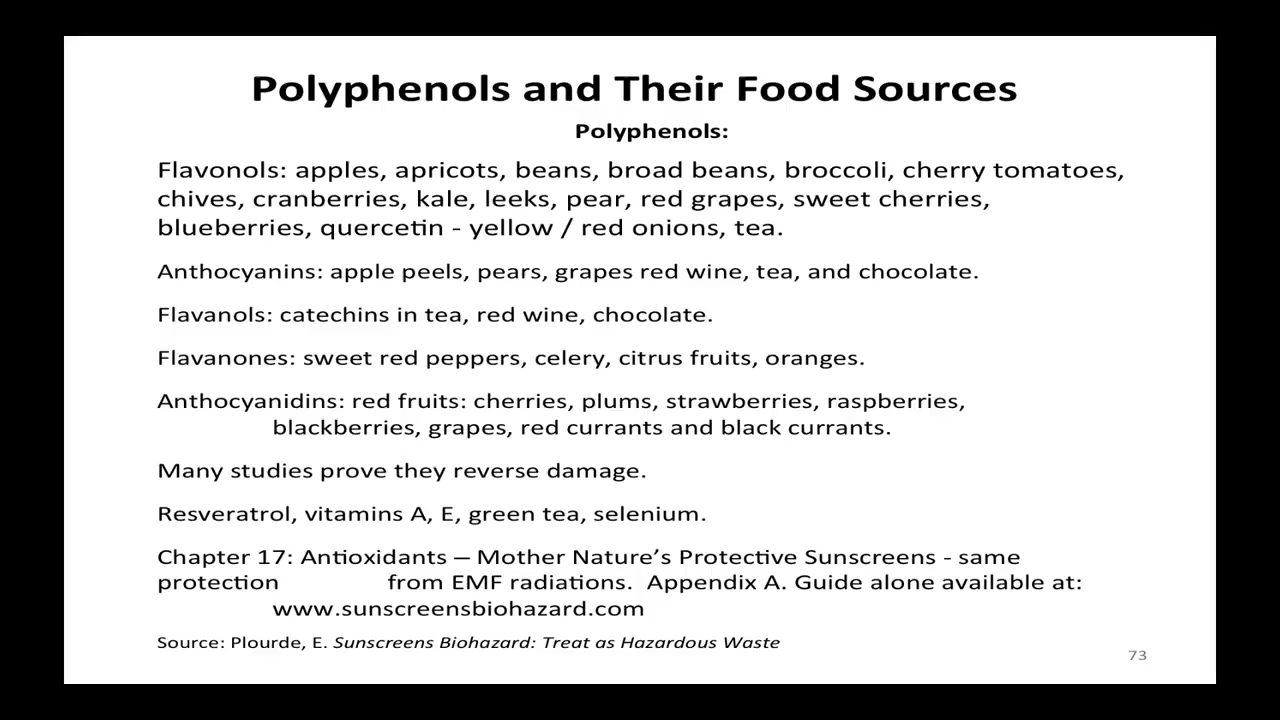 Polyphenols and Their Food Sources
Polyphenols:
Flavonols: apples, apricots, beans, broad beans, broccoli, cherry tomatoes,
chives, cranberries, kale, leeks, pear, red grapes, sweet cherries,
blueberries, quercetin - yellow / red onions, tea.
Anthocyanins: apple peels, pears, grapes red wine, tea, and chocolate.
Flavanols: catechins in tea, red wine, chocolate.
Flavanones: sweet red peppers, celery, citrus fruits, oranges.
Anthocyanidins: red fruits: cherries, plums, strawberries, raspberries,
blackberries, grapes, red currants and black currants.
Many studies prove they reverse damage.
Resveratrol, vitamins A, E, green tea, selenium.
Chapter 17: Antioxidants – Mother Nature’s Protective Sunscreens - same
protection from EMF radiations. Appendix A. Guide alone available at:
www.sunscreensbiohazard.com
Source: Plourde, E. Sunscreens Biohazard: Treat as Hazardous Waste
73